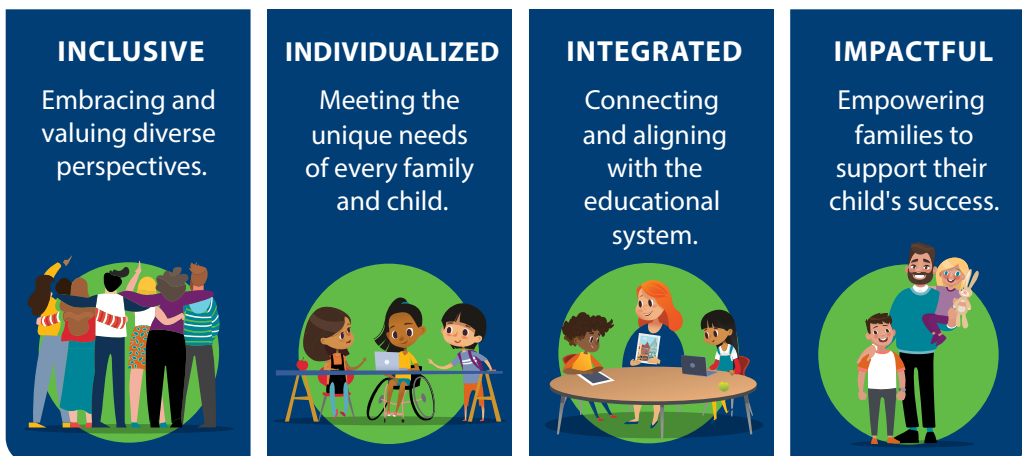 INCLUSIVE
Embracing and
valuing diverse
perspectives.
INDIVIDUALIZED
Meeting the
unique needs
of every family
and child.
INTEGRATED
Connecting
and aligning
with the
educational
system.
IMPACTFUL
Empowering
families to
support their
child's success.